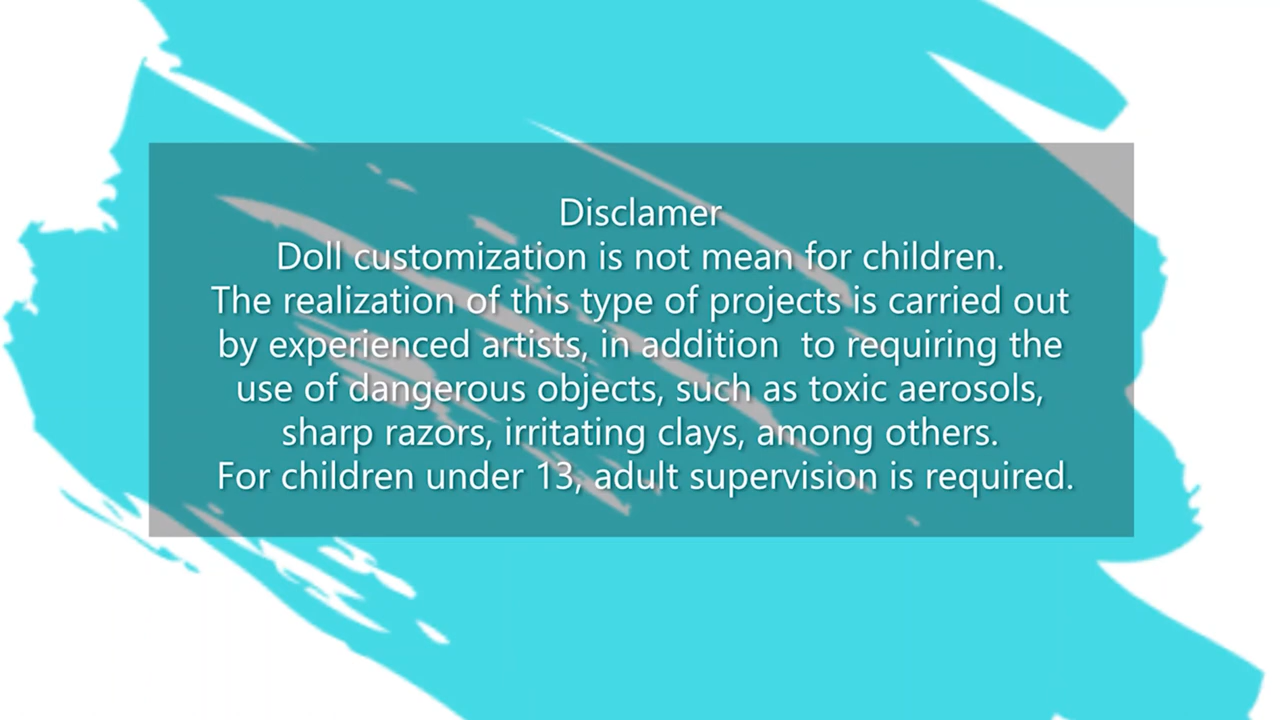 Disclamer
Doll customization is not mean for children.
The realization of this type of projects is carried out
by experienced artists, in addition  to requiring the
use of dangerous objects, such as toxic aerosols,
sharp razors, irritating clays, among others.
For children under 13, adult supervision is required.